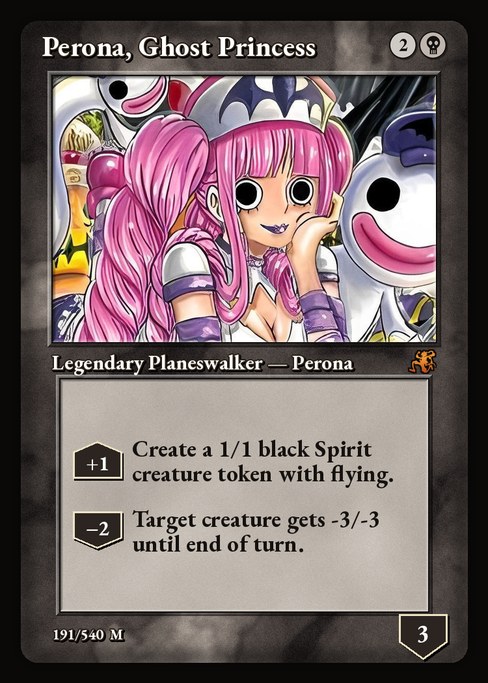 Perona, Ghost Princess 2
Legendary Planeswalker — Perona
+1 Create a 1/1 black Spirit
creature token with flying.
−2 Target creature gets -3/-3
until end of turn.
191/540 M
3